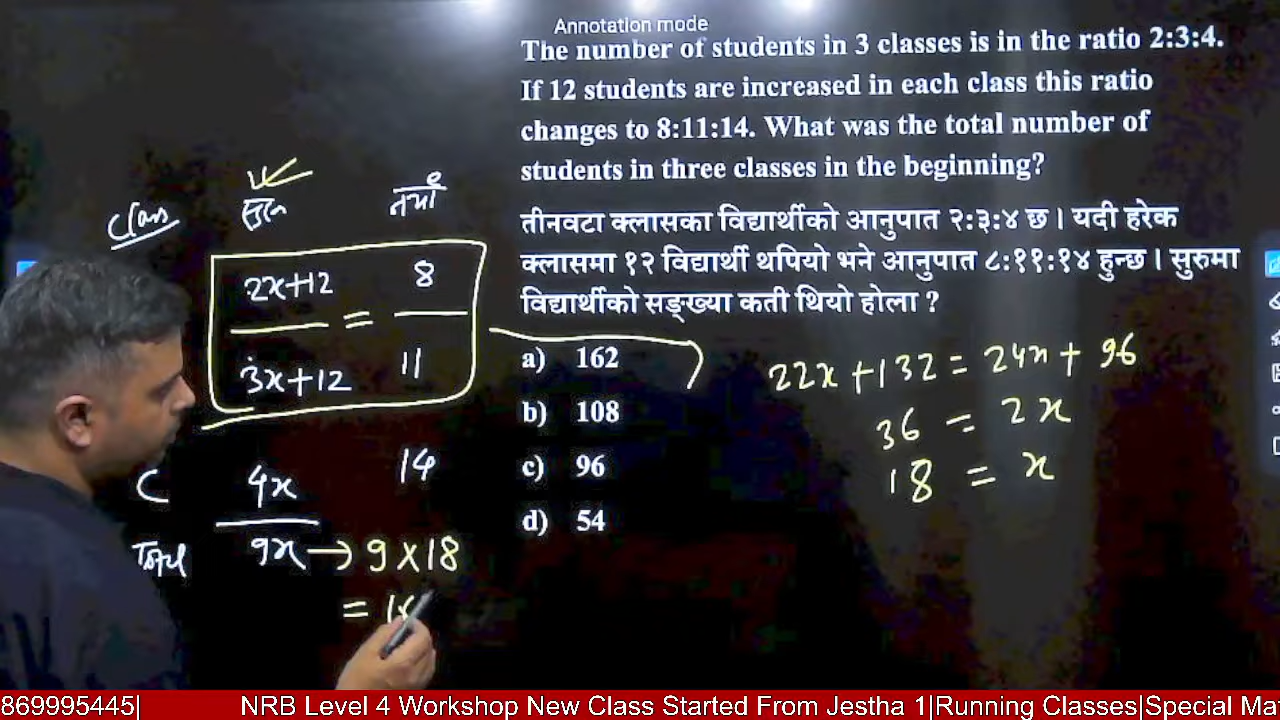 Annotation mode
The number of students in 3 classes is in the ratio 2:3:4.
If 12 students are increased in each class this ratio
changes to 8:11:14. What was the total number of
students in three classes in the beginning?
तीनवटा क्लासका विद्यार्थीको आनुपात २:३:४ छ । यदी हरेक
क्लासमा १२ विद्यार्थी थपियो भने आनुपात ८:११:१४ हुन्छ । सुरुमा
विद्यार्थीको सङ्ख्या कती थियो होला ?
a) 162
b) 108
c) 96
d) 54
Class
2x+12 = 8
3x+12 11
C 4x 14
9x → 9×18
=
22x+132 = 24x+ 96
36 = 2x
18 = x
869995445| NRB Level 4 Workshop New Class Started From Jestha 1|Running Classes|Special Ma